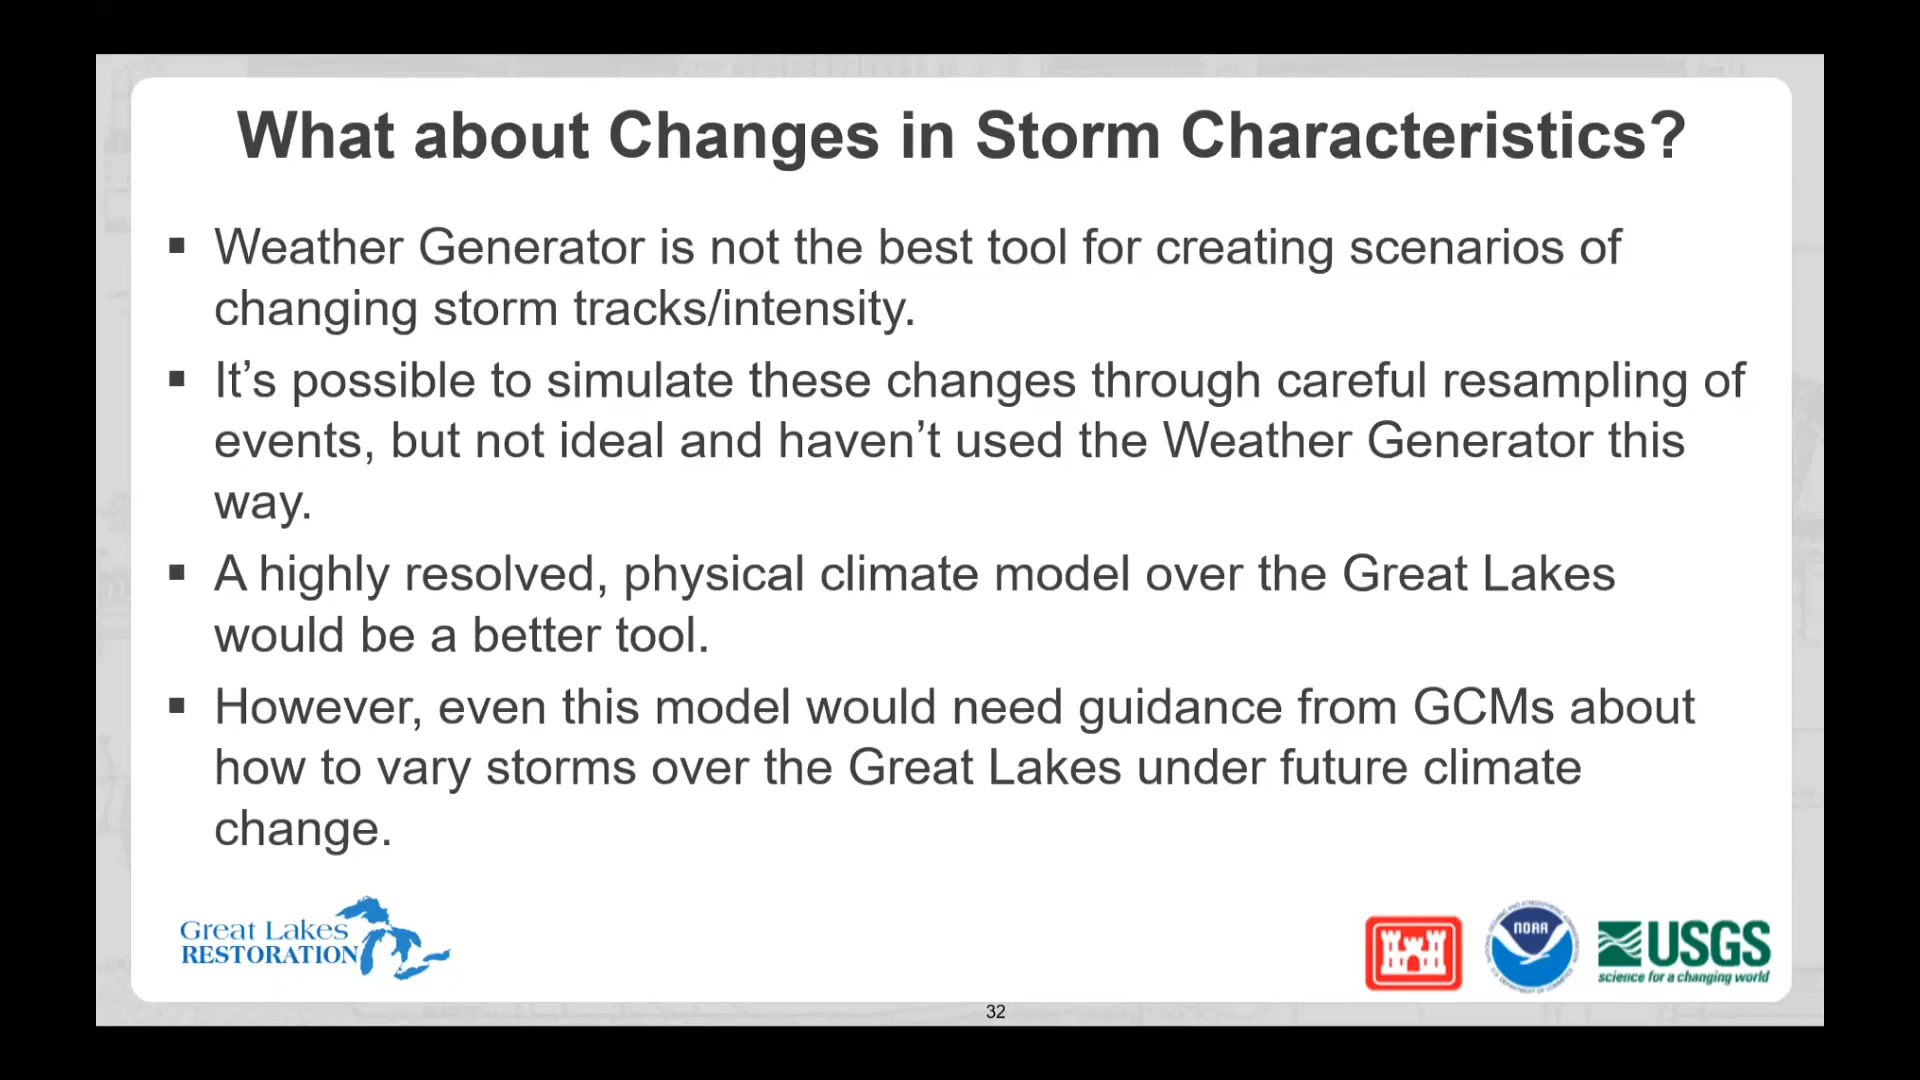 What about Changes in Storm Characteristics?
▪ Weather Generator is not the best tool for creating scenarios of
changing storm tracks/intensity.
▪ It’s possible to simulate these changes through careful resampling of
events, but not ideal and haven’t used the Weather Generator this
way.
▪ A highly resolved, physical climate model over the Great Lakes
would be a better tool.
▪ However, even this model would need guidance from GCMs about
how to vary storms over the Great Lakes under future climate
change.
Great Lakes
RESTORATION
NOAA
USGS
science for a changing world
32